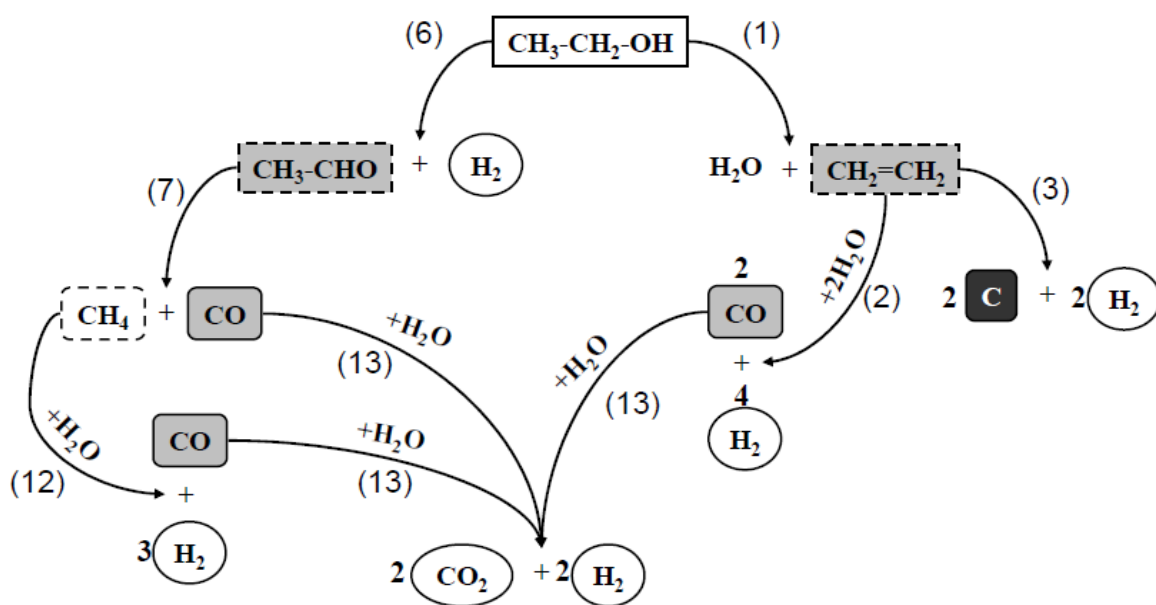 (6) CH₃-CH₂-OH (1)
CH₃-CHO + H₂ H₂O + CH₂=CH₂
(7) (3)
+2H₂O
(2)
2
CH₄ + CO CO 2 C + 2 H₂
+H₂O +H₂O
(13) (13)
+
4
H₂
+H₂O CO +H₂O
(12) (13)
+
3 H₂ 2 CO₂ + 2 H₂